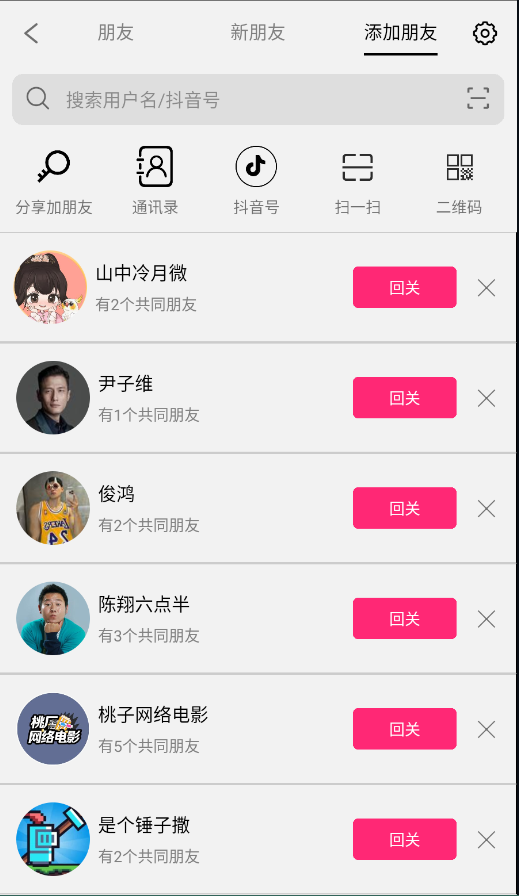 朋友
新朋友
添加朋友
搜索用户名/抖音号
分享加朋友
通讯录
抖音号
扫一扫
二维码
山中冷月微
有2个共同朋友
回关
尹子维
有1个共同朋友
回关
俊鸿
有2个共同朋友
回关
陈翔六点半
有3个共同朋友
回关
桃子网络电影
有5个共同朋友
回关
桃厂
网络电影
是个锤子撒
有2个共同朋友
回关